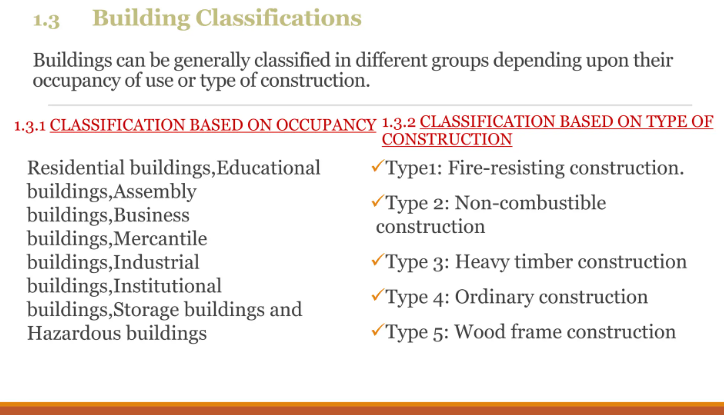 1.3 Building Classifications
Buildings can be generally classified in different groups depending upon their
occupancy of use or type of construction.
1.3.1 CLASSIFICATION BASED ON OCCUPANCY
Residential buildings,Educational
buildings,Assembly
buildings,Business
buildings,Mercantile
buildings,Industrial
buildings,Institutional
buildings,Storage buildings and
Hazardous buildings
1.3.2 CLASSIFICATION BASED ON TYPE OF
CONSTRUCTION
✓Type1: Fire-resisting construction.
✓Type 2: Non-combustible
construction
✓Type 3: Heavy timber construction
✓Type 4: Ordinary construction
✓Type 5: Wood frame construction